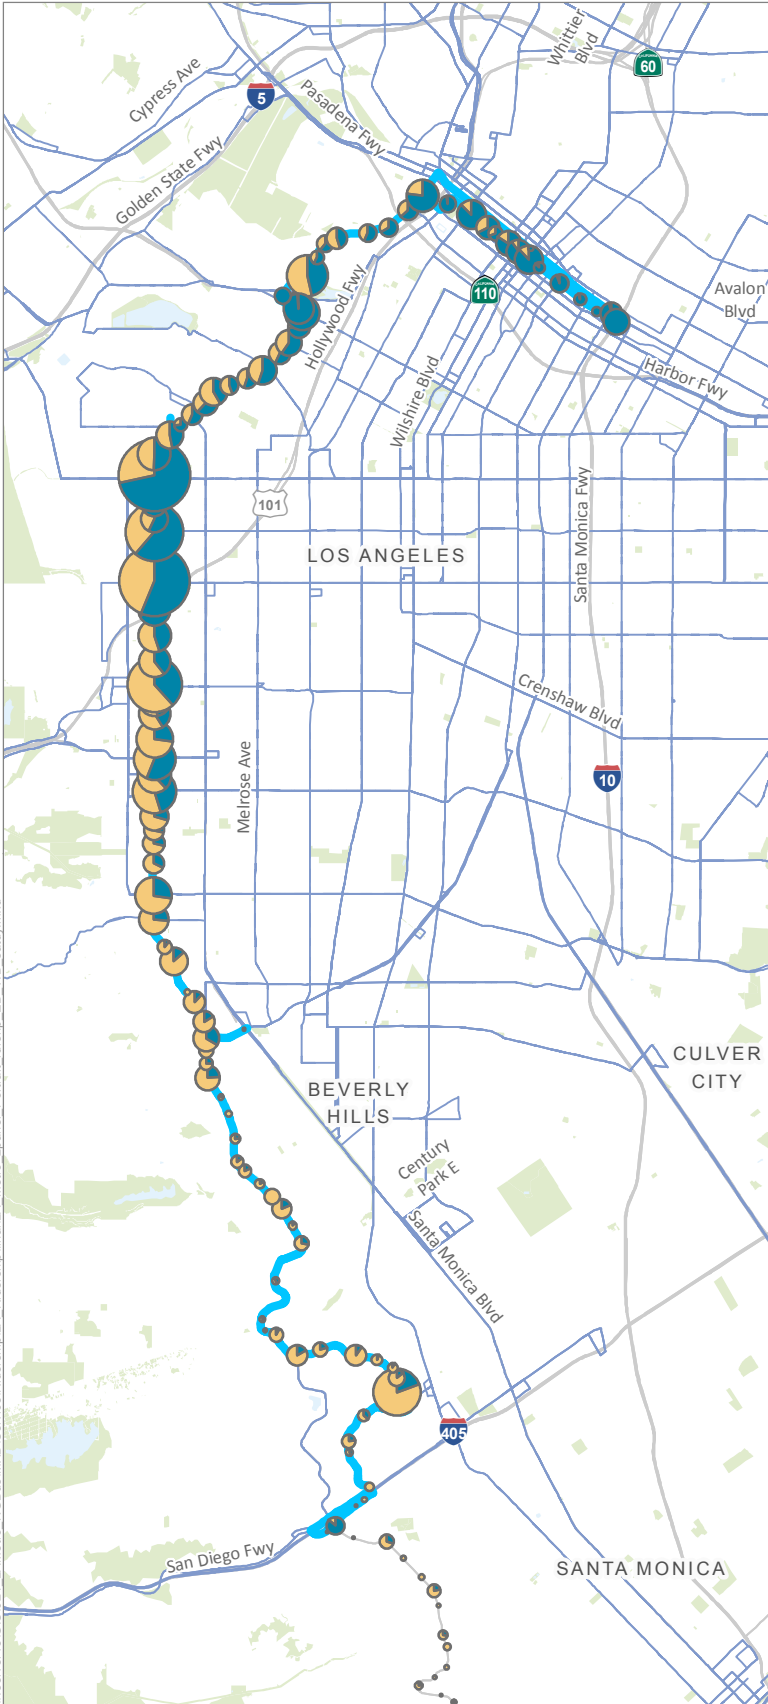 Whittier
Blvd
60
Cypress Ave
5
Pasadena Fwy
Golden State Fwy
110
Avalon
Blvd
Hollywood Fwy
Harbor Fwy
Wilshire Blvd
101
Santa Monica Fwy
LOS ANGELES
Crenshaw Blvd
Melrose Ave
10
CULVER
CITY
BEVERLY
HILLS
Century
Park E
Santa Monica Blvd
405
San Diego Fwy
SANTA MONICA